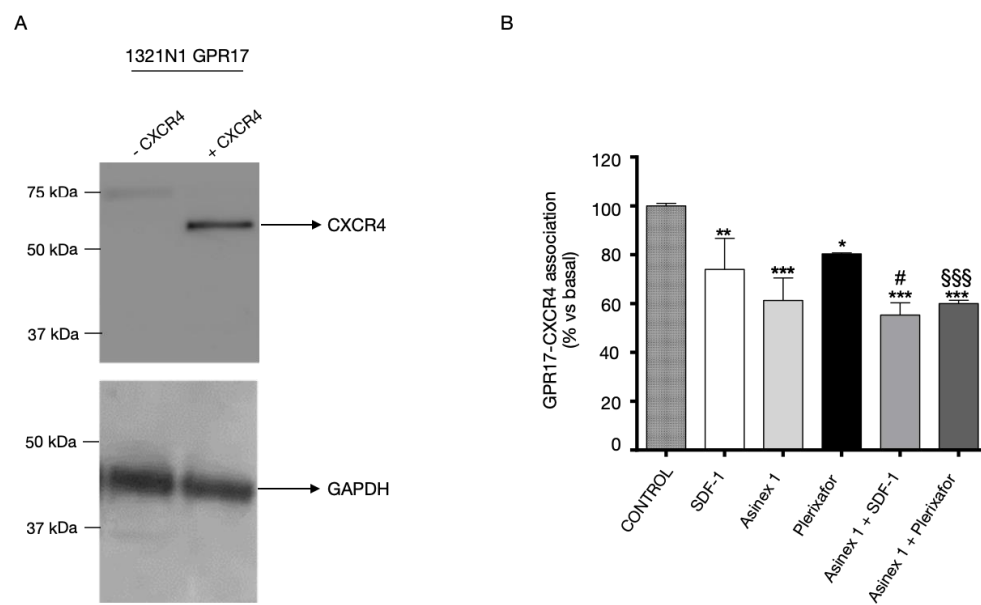 A
1321N1 GPR17
- CXCR4
+ CXCR4
75 kDa
CXCR4
50 kDa
37 kDa
50 kDa
GAPDH
37 kDa
B
GPR17-CXCR4 association
(% vs basal)
120
100
80
60
40
20
0
**
***
*
#
***
§§§
***
CONTROL
SDF-1
Asinex 1
Plerixafor
Asinex 1 + SDF-1
Asinex 1 + Plerixafor